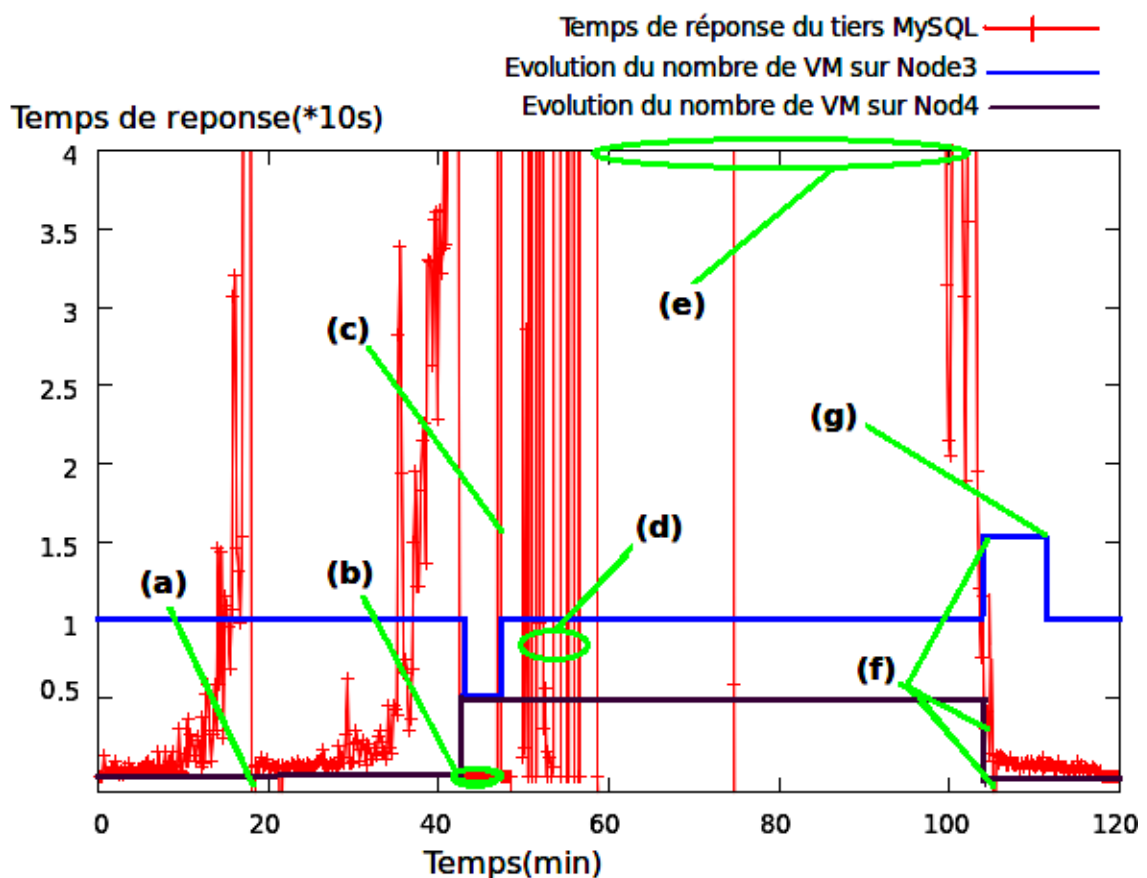 Temps de réponse du tiers MySQL
Evolution du nombre de VM sur Node3
Evolution du nombre de VM sur Nod4
Temps de reponse(*10s)
4
3.5
(e)
3
(c)
2.5
(g)
2
(d)
1.5
(a)
(b)
1
(f)
0.5
0 20 40 60 80 100 120
Temps(min)